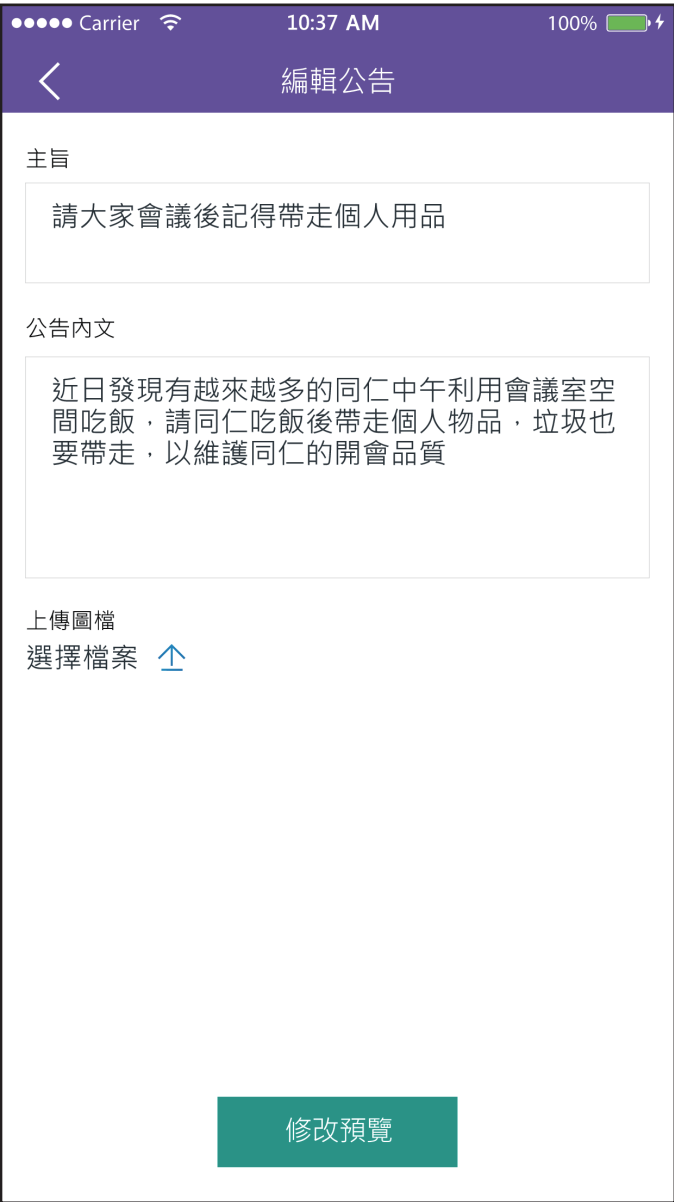 Carrier 10:37 AM 100%
編輯公告
主旨
請大家會議後記得帶走個人用品
公告內文
近日發現有越來越多的同仁中午利用會議室空
間吃飯，請同仁吃飯後帶走個人物品，垃圾也
要帶走，以維護同仁的開會品質
上傳圖檔
選擇檔案
修改預覽